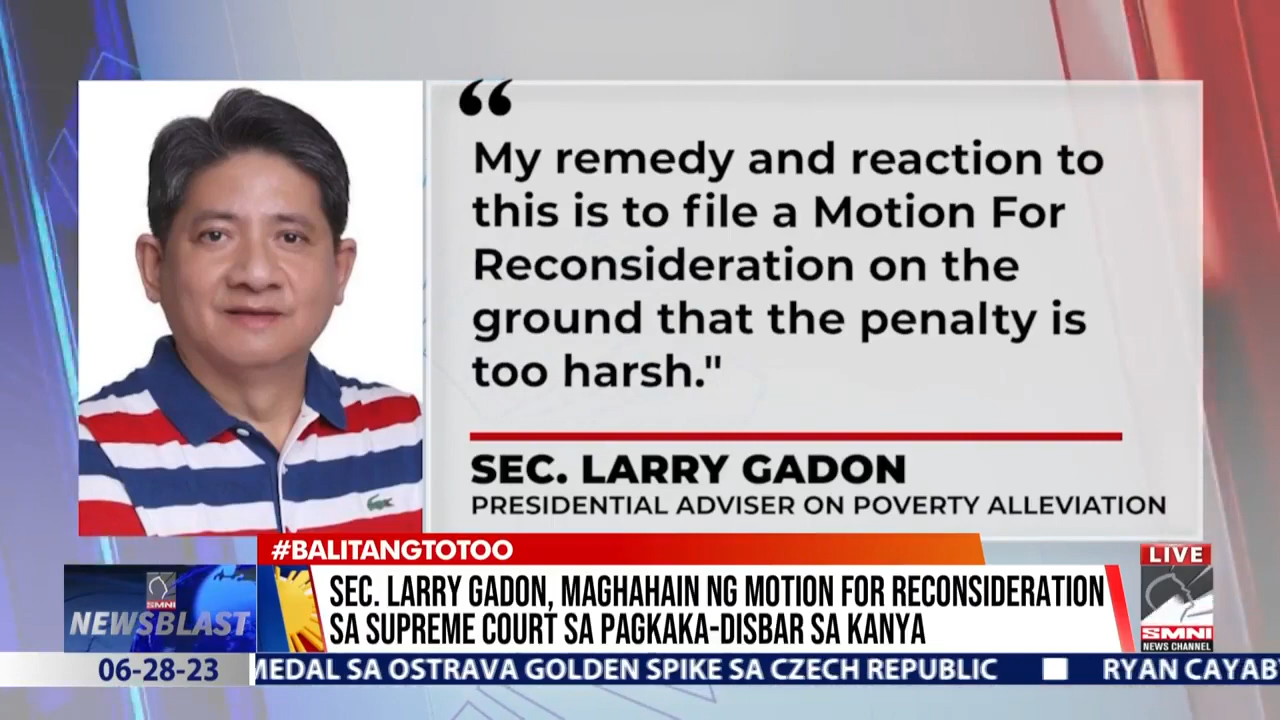 “
My remedy and reaction to
this is to file a Motion For
Reconsideration on the
ground that the penalty is
too harsh."
SEC. LARRY GADON
PRESIDENTIAL ADVISER ON POVERTY ALLEVIATION
#BALITANGTOTOO
LIVE
SMNI
NEWSBLAST
SEC. LARRY GADON, MAGHAHAIN NG MOTION FOR RECONSIDERATION
SA SUPREME COURT SA PAGKAKA-DISBAR SA KANYA
SMNI
NEWS CHANNEL
06-28-23
MEDAL SA OSTRAVA GOLDEN SPIKE SA CZECH REPUBLIC ■ RYAN CAYAB